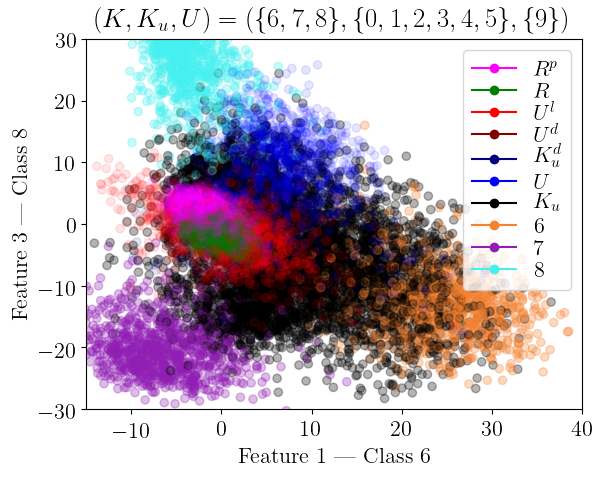 (K, K_u, U) = ({6, 7, 8}, {0, 1, 2, 3, 4, 5}, {9})
30
20
10
0
−10
−20
−30
Feature 3 — Class 8
R^p
R
U^l
U^d
K_u^d
U
K_u
6
7
8
−10
0
10
20
30
40
Feature 1 — Class 6